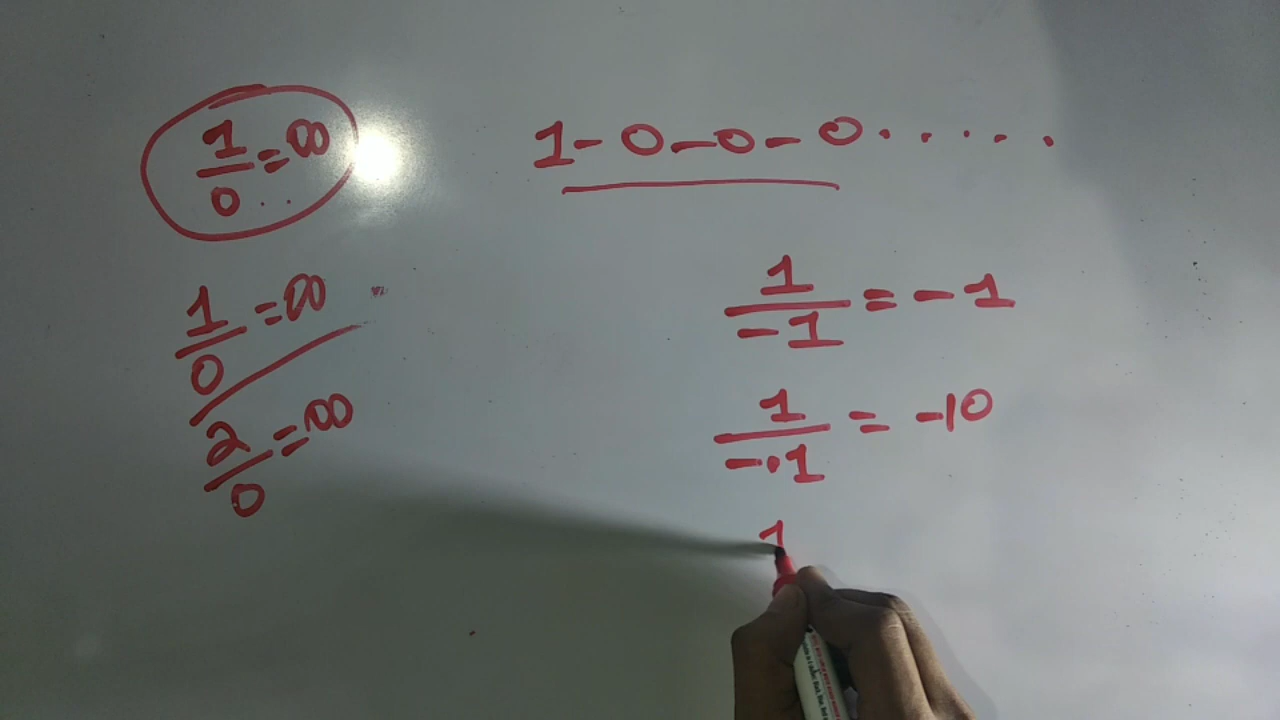 1/0 = ∞ . .
1 - 0 - 0 - 0 . . . . .
1/0 = ∞
2/0 = ∞
1/-1 = -1
1/-.1 = -10
1